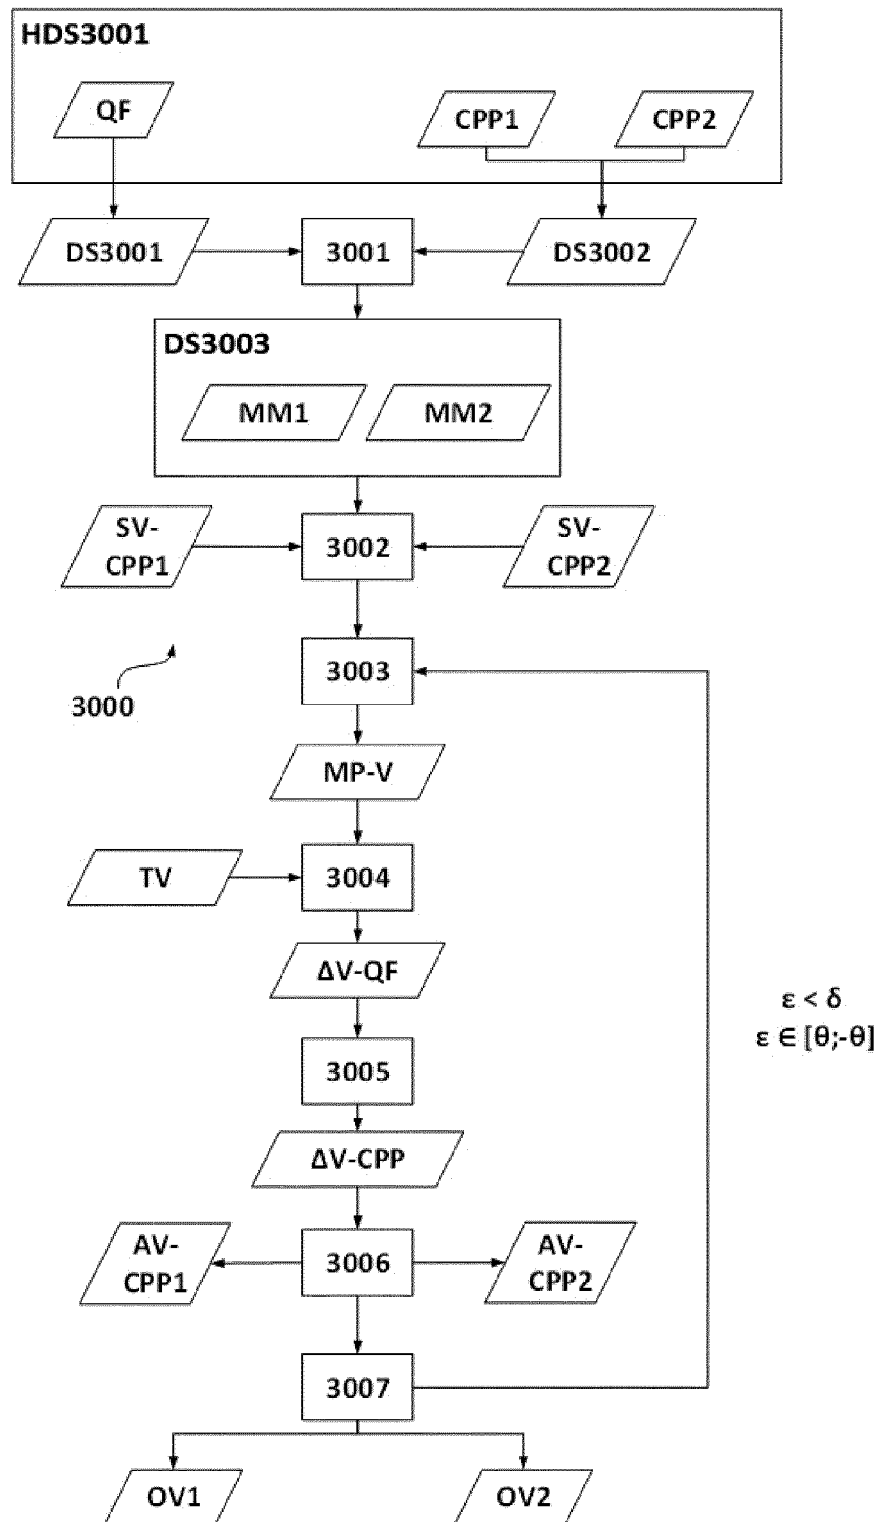 HDS3001
QF
CPP1
CPP2
DS3001
3001
DS3002
DS3003
MM1
MM2
SV-
CPP1
3002
SV-
CPP2
3003
3000
MP-V
TV
3004
ΔV-QF
ε < δ
ε ∈ [θ;-θ]
3005
ΔV-CPP
AV-
CPP1
3006
AV-
CPP2
3007
OV1
OV2